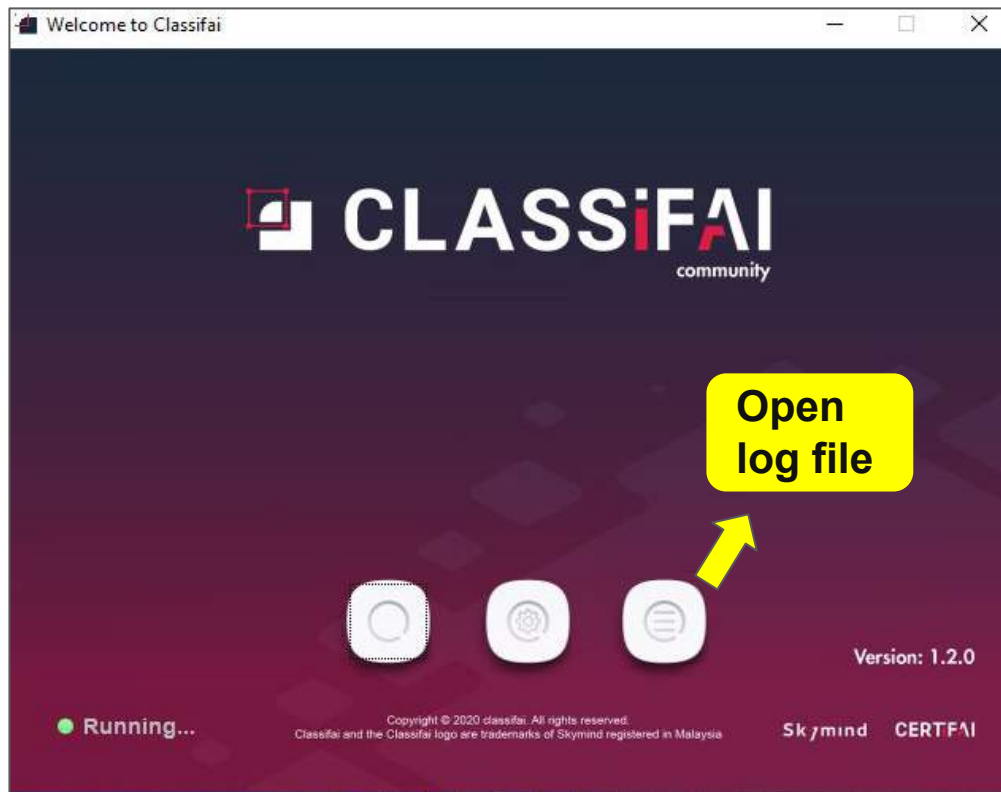 Welcome to Classifai
CLASSiFAI
community
Open
log file
Version: 1.2.0
Running...
Copyright © 2020 classifai. All rights reserved.
Classifai and the Classifai logo are trademarks of Skymind registered in Malaysia
Skymind CERTIFAI